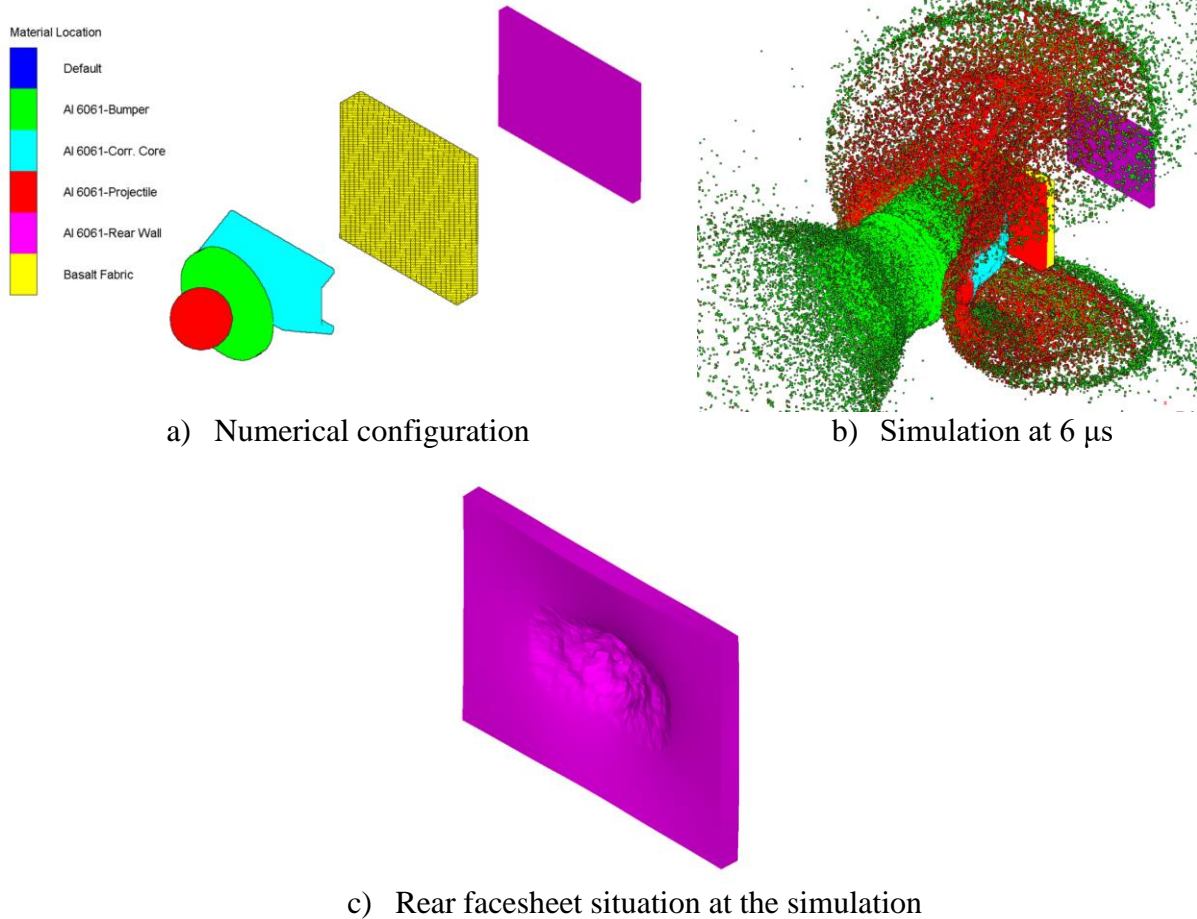 Material Location
Default
Al 6061-Bumper
Al 6061-Corr. Core
Al 6061-Projectile
Al 6061-Rear Wall
Basalt Fabric
a) Numerical configuration
b) Simulation at 6 μs
c) Rear facesheet situation at the simulation